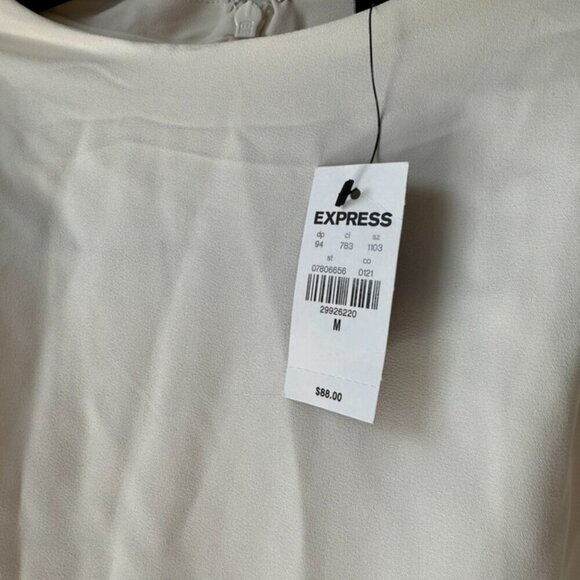 EXPRESS
dp cl sz
94 783 1103
st co
07806656 0121
29926220
M
$88.00